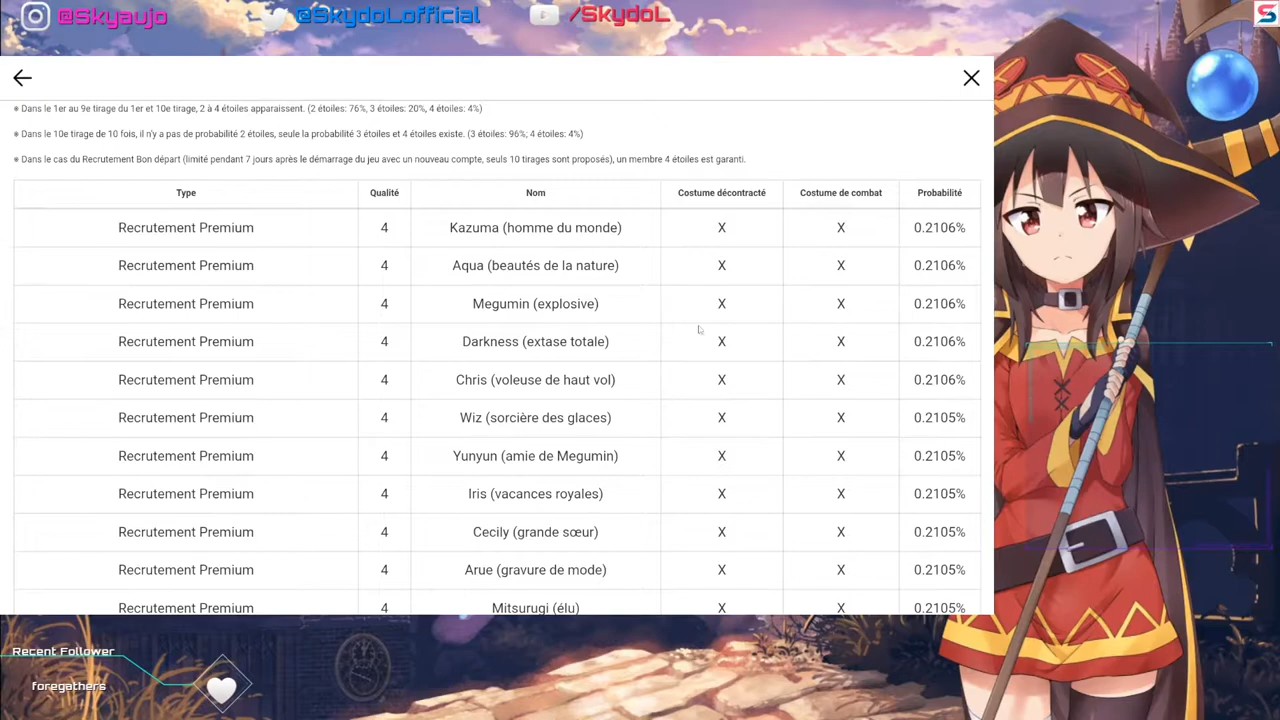 @Skyaujo @SkydoLofficial /SkydoL
※ Dans le 1er au 9e tirage du 1er et 10e tirage, 2 à 4 étoiles apparaissent. (2 étoiles: 76%, 3 étoiles: 20%, 4 étoiles: 4%)
※ Dans le 10e tirage de 10 fois, il n'y a pas de probabilité 2 étoiles, seule la probabilité 3 étoiles et 4 étoiles existe. (3 étoiles: 96%; 4 étoiles: 4%)
※ Dans le cas du Recrutement Bon départ (limité pendant 7 jours après le démarrage du jeu avec un nouveau compte, seuls 10 tirages sont proposés), un membre 4 étoiles est garanti.
Type Qualité Nom Costume décontracté Costume de combat Probabilité
Recrutement Premium 4 Kazuma (homme du monde) X X 0.2106%
Recrutement Premium 4 Aqua (beautés de la nature) X X 0.2106%
Recrutement Premium 4 Megumin (explosive) X X 0.2106%
Recrutement Premium 4 Darkness (extase totale) X X 0.2106%
Recrutement Premium 4 Chris (voleuse de haut vol) X X 0.2106%
Recrutement Premium 4 Wiz (sorcière des glaces) X X 0.2105%
Recrutement Premium 4 Yunyun (amie de Megumin) X X 0.2105%
Recrutement Premium 4 Iris (vacances royales) X X 0.2105%
Recrutement Premium 4 Cecily (grande sœur) X X 0.2105%
Recrutement Premium 4 Arue (gravure de mode) X X 0.2105%
Recrutement Premium 4 Mitsurugi (élu) X X 0.2105%
Recent Follower
foregathers